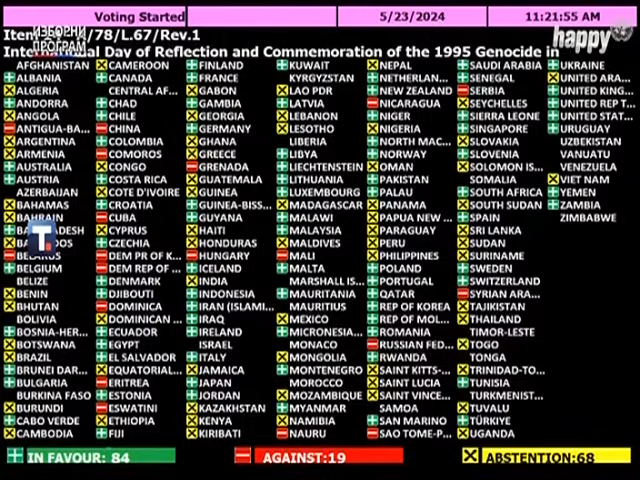 Voting Started 5/23/2024 11:21:55 AM
ИЗБОРНИ
ПРОГРАМ
/78/L.67/Rev.1
happy
International Day of Reflection and Commemoration of the 1995 Genocide in
AFGHANISTAN CAMEROON FINLAND KUWAIT NEPAL SAUDI ARABIA UKRAINE
ALBANIA CANADA FRANCE KYRGYZSTAN NETHERLAN... SENEGAL UNITED ARA...
ALGERIA CENTRAL AF... GABON LAO PDR NEW ZEALAND SERBIA UNITED KING...
ANDORRA CHAD GAMBIA LATVIA NICARAGUA SEYCHELLES UNITED REP T...
ANGOLA CHILE GEORGIA LEBANON NIGER SIERRA LEONE UNITED STAT...
ANTIGUA-BA... CHINA GERMANY LESOTHO NIGERIA SINGAPORE URUGUAY
ARGENTINA COLOMBIA GHANA LIBERIA NORTH MAC... SLOVAKIA UZBEKISTAN
ARMENIA COMOROS GREECE LIBYA NORWAY SLOVENIA VANUATU
AUSTRALIA CONGO GRENADA LIECHTENSTEIN OMAN SOLOMON IS... VENEZUELA
AUSTRIA COSTA RICA GUATEMALA LITHUANIA PAKISTAN SOMALIA VIET NAM
AZERBAIJAN COTE D'IVOIRE GUINEA LUXEMBOURG PALAU SOUTH AFRICA YEMEN
BAHAMAS CROATIA GUINEA-BISS... MADAGASCAR PANAMA SOUTH SUDAN ZAMBIA
BAHRAIN CUBA GUYANA MALAWI PAPUA NEW ... SPAIN ZIMBABWE
T. DESH CYPRUS HAITI MALAYSIA PARAGUAY SRI LANKA
OS CZECHIA HONDURAS MALDIVES PERU SUDAN
BELARUS DEM PR OF K... HUNGARY MALI PHILIPPINES SURINAME
BELGIUM DEM REP OF ... ICELAND MALTA POLAND SWEDEN
BELIZE DENMARK INDIA MARSHALL IS... PORTUGAL SWITZERLAND
BENIN DJIBOUTI INDONESIA MAURITANIA QATAR SYRIAN ARA...
BHUTAN DOMINICA IRAN (ISLAMI... MAURITIUS REP OF KOREA TAJIKISTAN
BOLIVIA DOMINICAN ... IRAQ MEXICO REP OF MOL... THAILAND
BOSNIA-HER... ECUADOR IRELAND MICRONESIA... ROMANIA TIMOR-LESTE
BOTSWANA EGYPT ISRAEL MONACO RUSSIAN FED... TOGO
BRAZIL EL SALVADOR ITALY MONGOLIA RWANDA TONGA
BRUNEI DAR... EQUATORIAL... JAMAICA MONTENEGRO SAINT KITTS-... TRINIDAD-TO...
BULGARIA ERITREA JAPAN MOROCCO SAINT LUCIA TUNISIA
BURKINA FASO ESTONIA JORDAN MOZAMBIQUE SAINT VINCE... TURKMENIST...
BURUNDI ESWATINI KAZAKHSTAN MYANMAR SAMOA TUVALU
CABO VERDE ETHIOPIA KENYA NAMIBIA SAN MARINO TÜRKIYE
CAMBODIA FIJI KIRIBATI NAURU SAO TOME-P... UGANDA
IN FAVOUR: 84 AGAINST:19 ABSTENTION:68